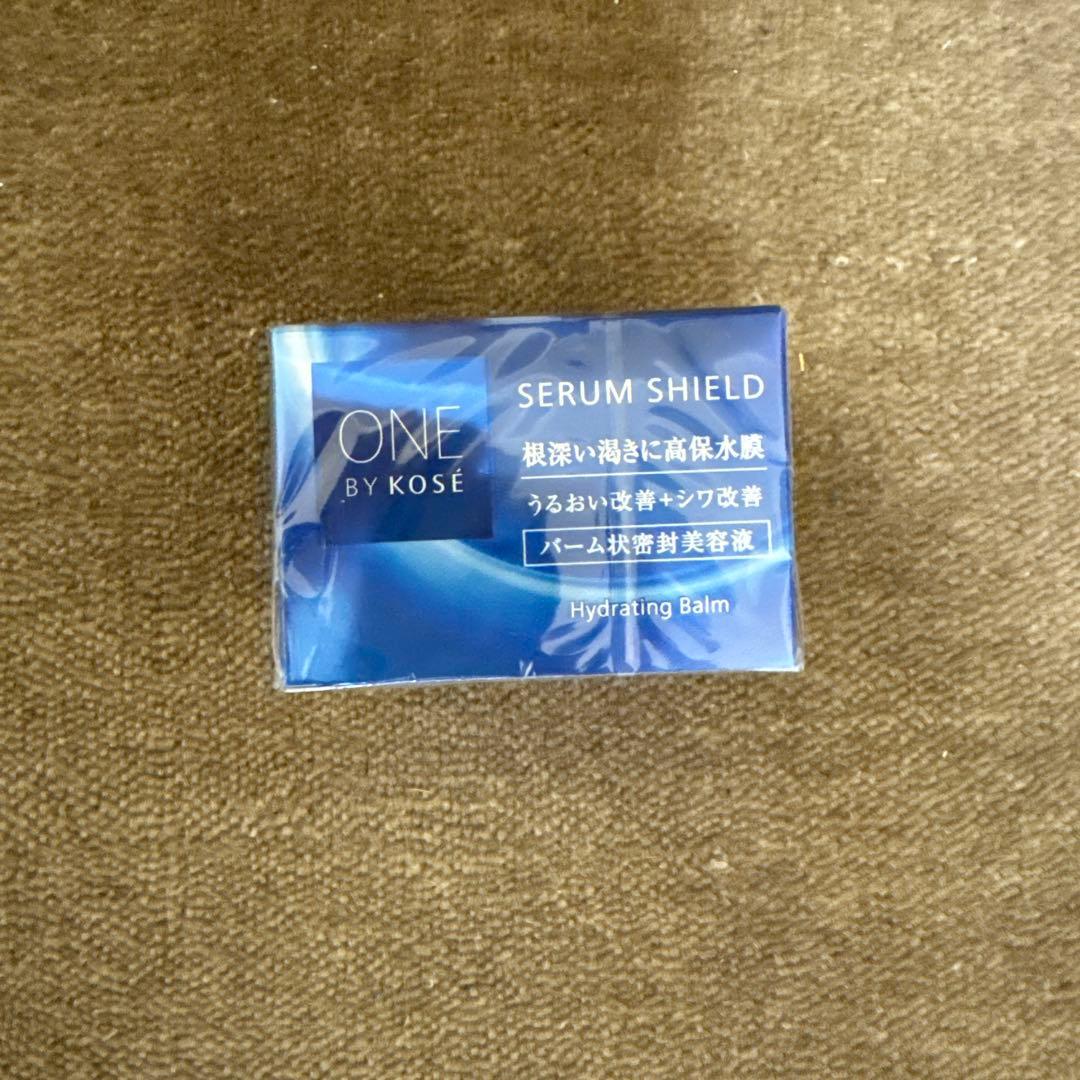 ONE
BY KOSÉ
SERUM SHIELD
根深い渇きに高保水膜
うるおい改善+シワ改善
バーム状密封美容液
Hydrating Balm